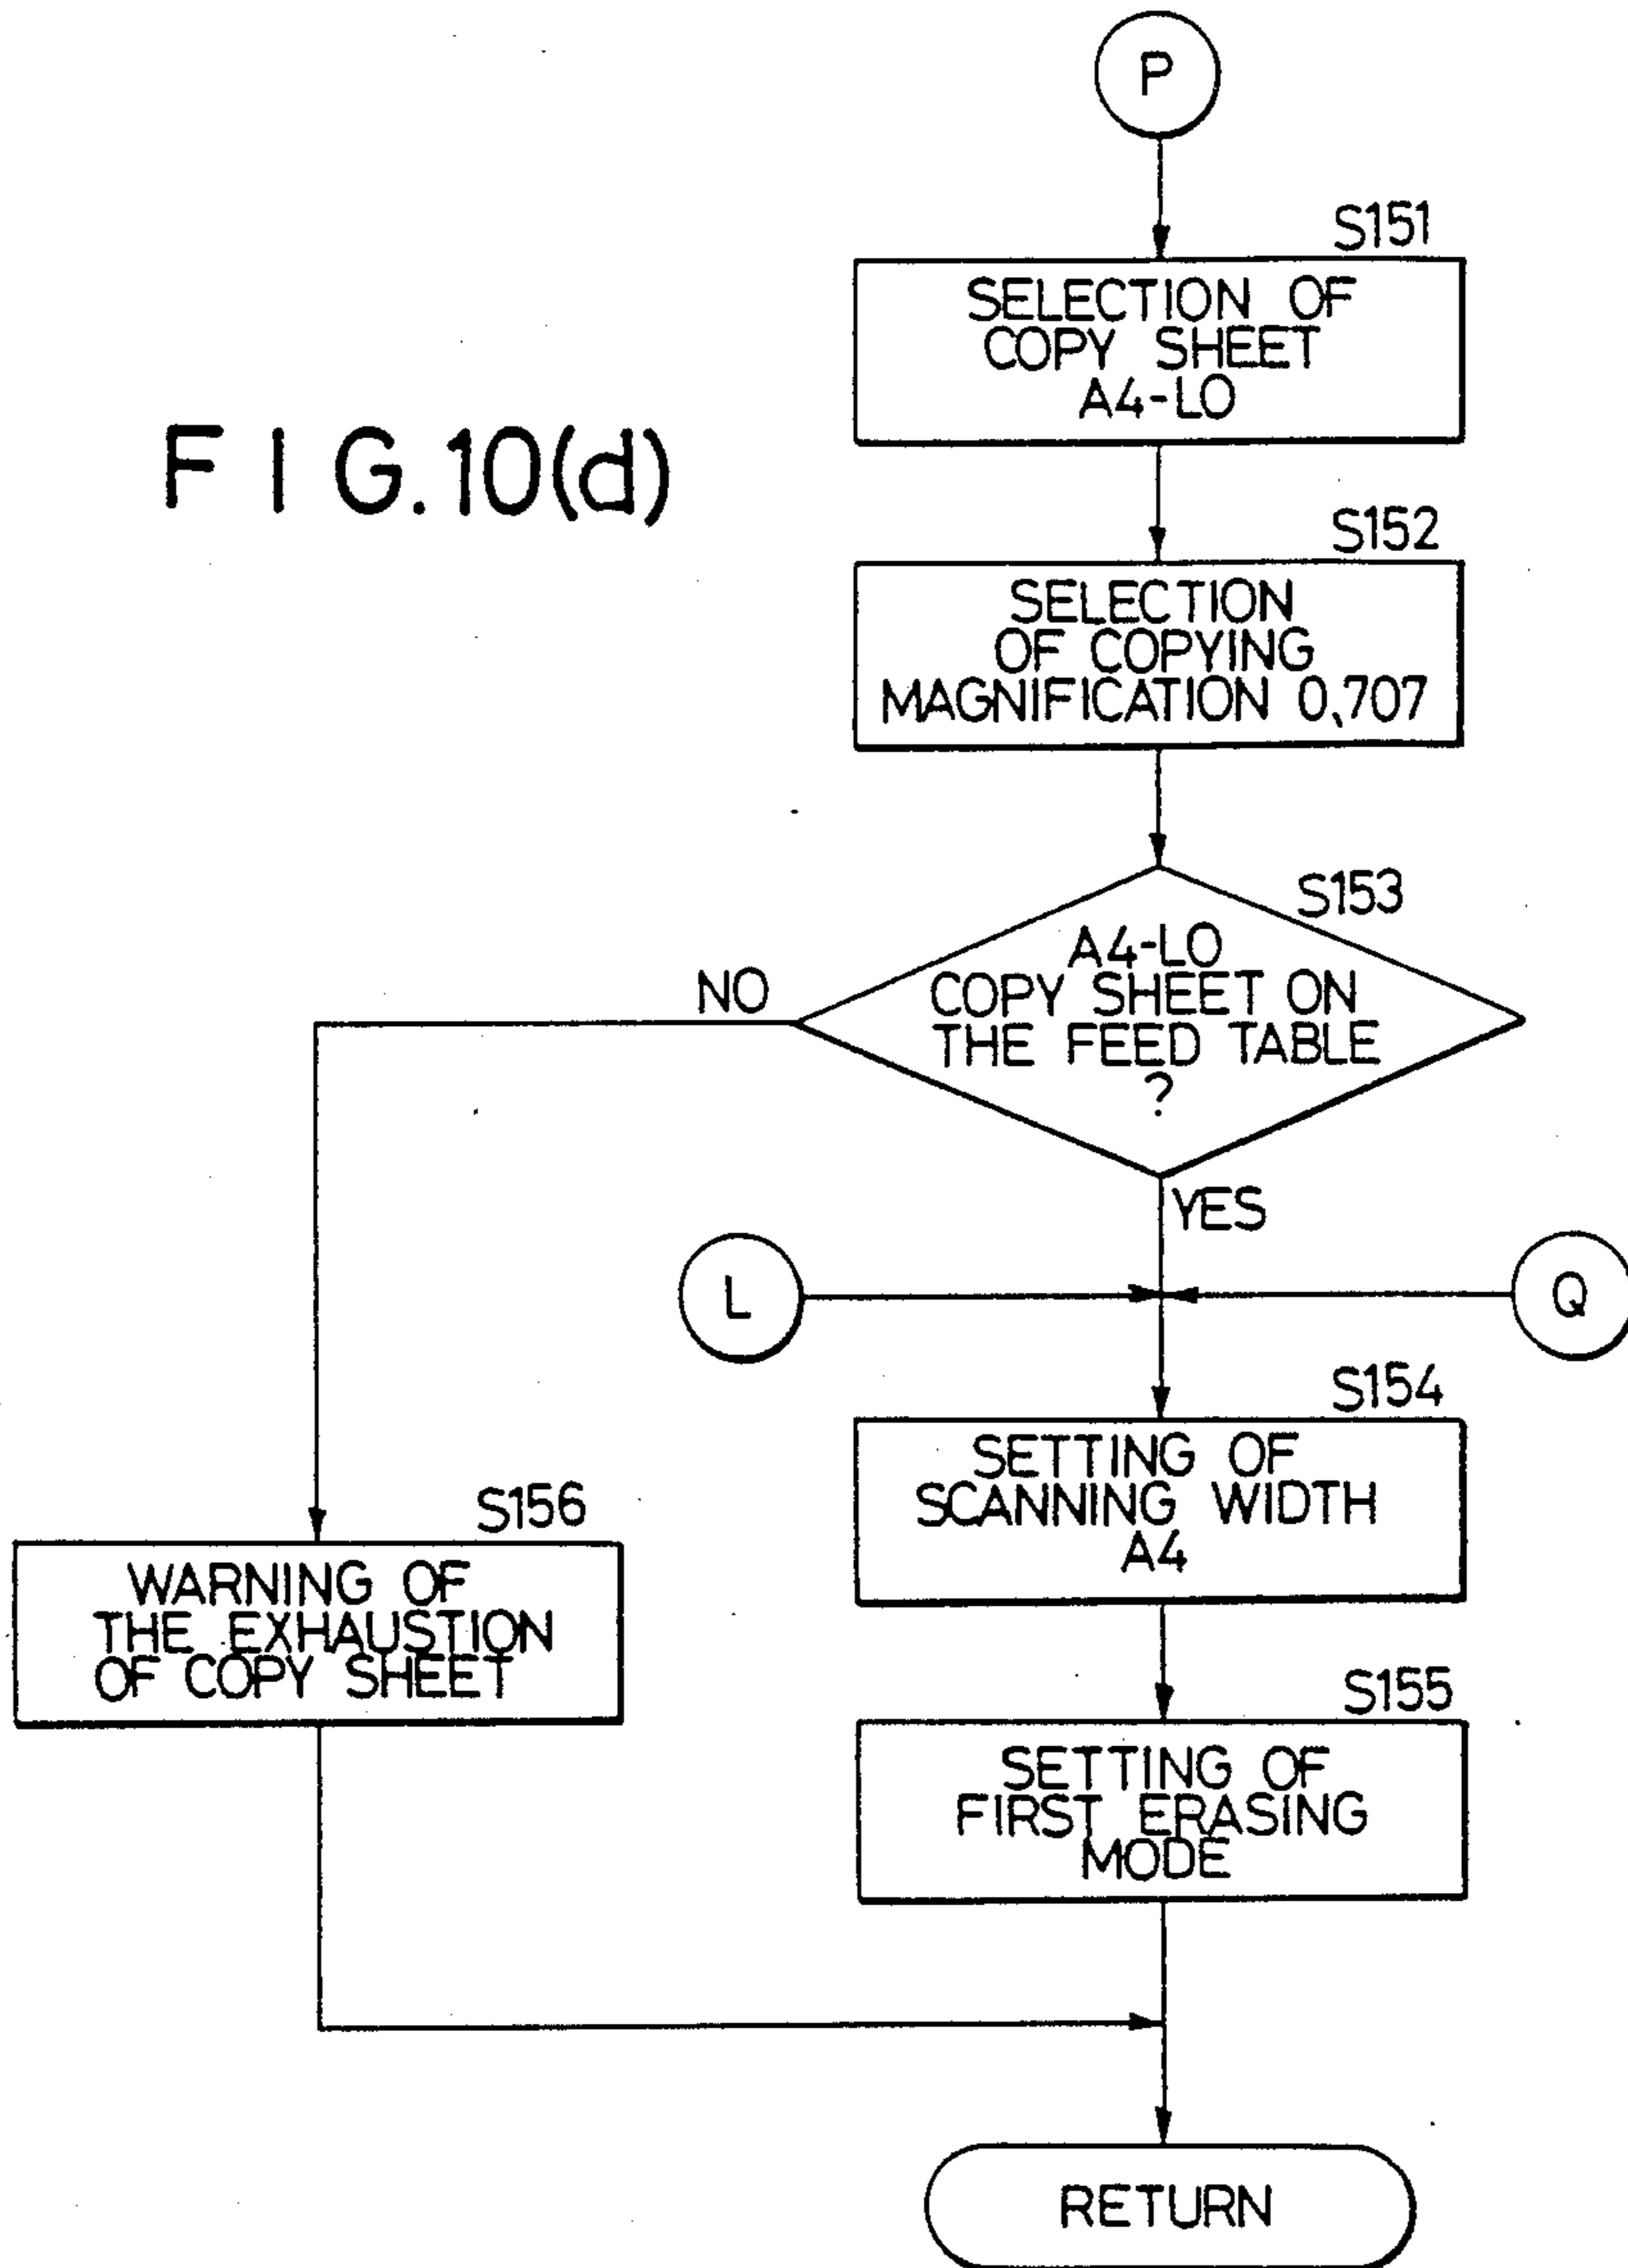 P
S151
SELECTION OF
COPY SHEET
A4-LO
F I G.10(d)
S152
SELECTION
OF COPYING
MAGNIFICATION 0.707
S153
A4-LO
COPY SHEET ON
THE FEED TABLE
?
NO
YES
L
Q
S154
SETTING OF
SCANNING WIDTH
A4
S156
WARNING OF
THE EXHAUSTION
OF COPY SHEET
S155
SETTING OF
FIRST ERASING
MODE
RETURN